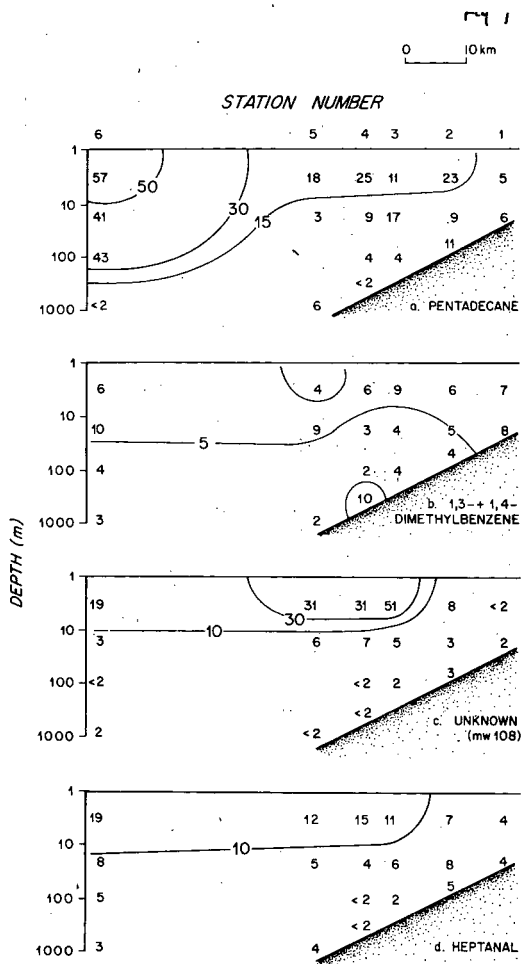 0 10 km
STATION NUMBER
6 5 4 3 2 1
1
57 18 25 11 23 5
50
10
30
41 15 3 9 17 9 6
11
100 43 4 4
<2
1000 <2 6
a. PENTADECANE
1
6 4 6 9 6 7
10
10 9 3 4 5 8
5
4
100 4 2 4
10
b. 1,3-+ 1,4-
1000 3 2
DIMETHYLBENZENE
DEPTH (m)
1
19 31 31 51 8 <2
30
10 10
3 6 7 5 3 2
3
100 <2 <2 2
<2
c. UNKNOWN
1000 2 <2
(mw 108)
1
19 12 15 11 7 4
10 10
8 5 4 6 8 4
5
100 5 <2 2
<2
1000 3 4
d. HEPTANAL